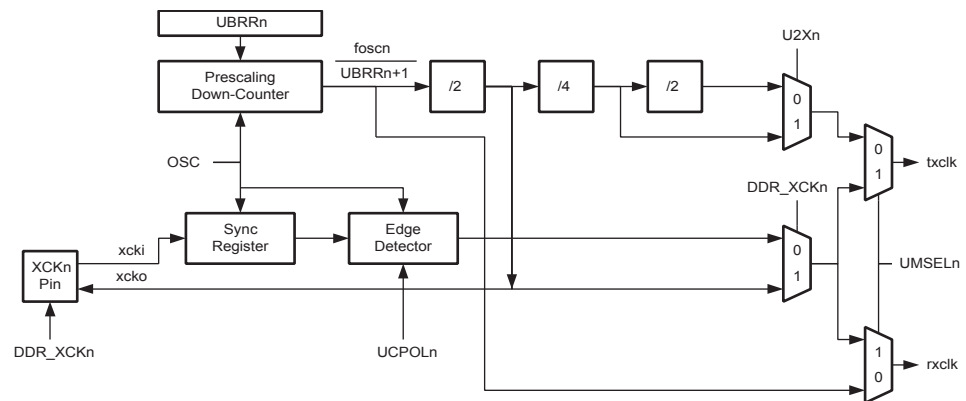 UBRRn
U2Xn
foscn
UBRRn+1
Prescaling
Down-Counter
/2
/4
/2
0
1
OSC
0
1
txclk
DDR_XCKn
Sync
Register
Edge
Detector
0
1
xcki
xcko
XCKn
Pin
UMSELn
DDR_XCKn
UCPOLn
1
0
rxclk